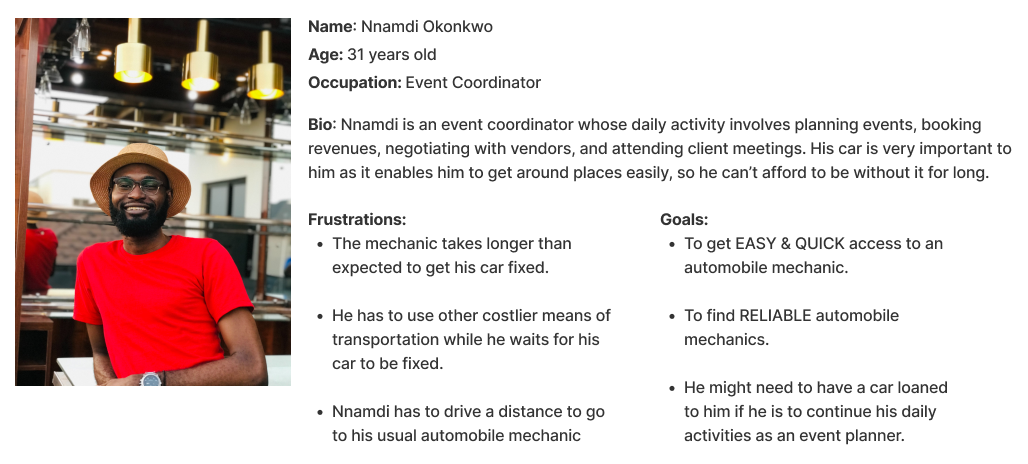 Name: Nnamdi Okonkwo
Age: 31 years old
Occupation: Event Coordinator
Bio: Nnamdi is an event coordinator whose daily activity involves planning events, booking
revenues, negotiating with vendors, and attending client meetings. His car is very important to
him as it enables him to get around places easily, so he can’t afford to be without it for long.
Frustrations:
• The mechanic takes longer than
expected to get his car fixed.
• He has to use other costlier means of
transportation while he waits for his
car to be fixed.
• Nnamdi has to drive a distance to go
to his usual automobile mechanic
Goals:
• To get EASY & QUICK access to an
automobile mechanic.
• To find RELIABLE automobile
mechanics.
• He might need to have a car loaned
to him if he is to continue his daily
activities as an event planner.